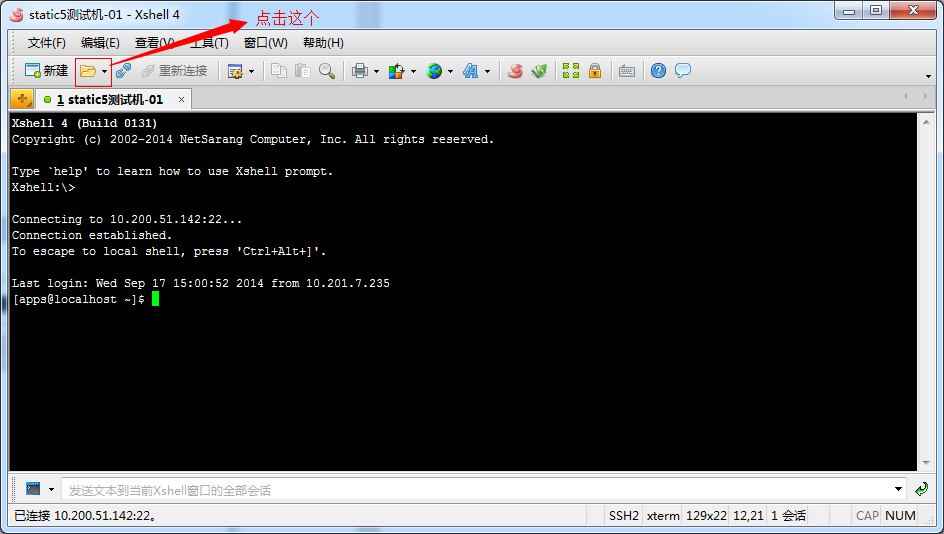 static5测试机-01 - Xshell 4
点击这个
文件(F) 编辑(E) 查看(V) 工具(T) 窗口(W) 帮助(H)
新建 重新连接
1 static5测试机-01 ×
Xshell 4 (Build 0131)
Copyright (c) 2002-2014 NetSarang Computer, Inc. All rights reserved.
Type `help' to learn how to use Xshell prompt.
Xshell:\>
Connecting to 10.200.51.142:22...
Connection established.
To escape to local shell, press 'Ctrl+Alt+]'.
Last login: Wed Sep 17 15:00:52 2014 from 10.201.7.235
[apps@localhost ~]$
发送文本到当前Xshell窗口的全部会话
已连接 10.200.51.142:22。 SSH2 xterm 129x22 12,21 1 会话 CAP NUM